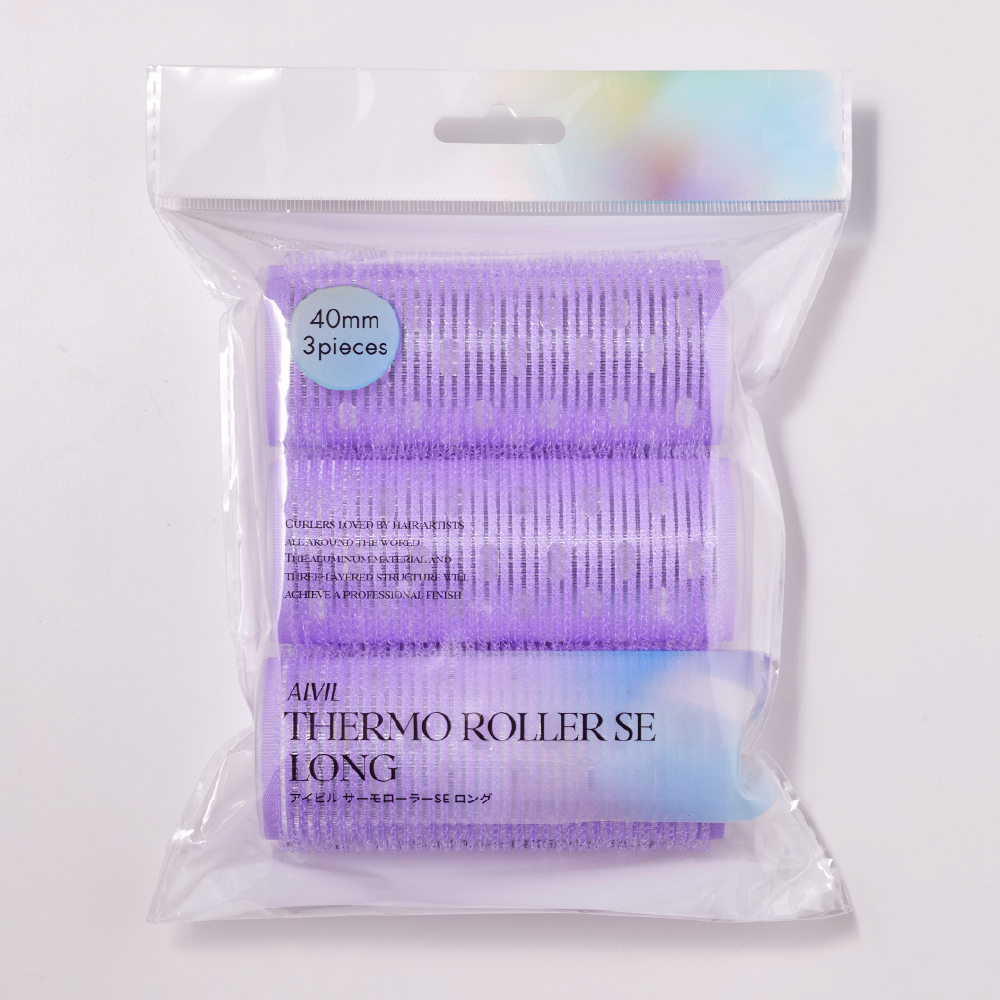 40mm
3pieces
CURLERS LOVED BY HAIR ARTISTS
ALL AROUND THE WORLD
THE ALUMINUM MATERIAL AND
THREE-LAYERED STRUCTURE WILL
ACHIEVE A PROFESSIONAL FINISH
AIVIL
THERMO ROLLER SE
LONG
アイビル サーモローラーSE ロング